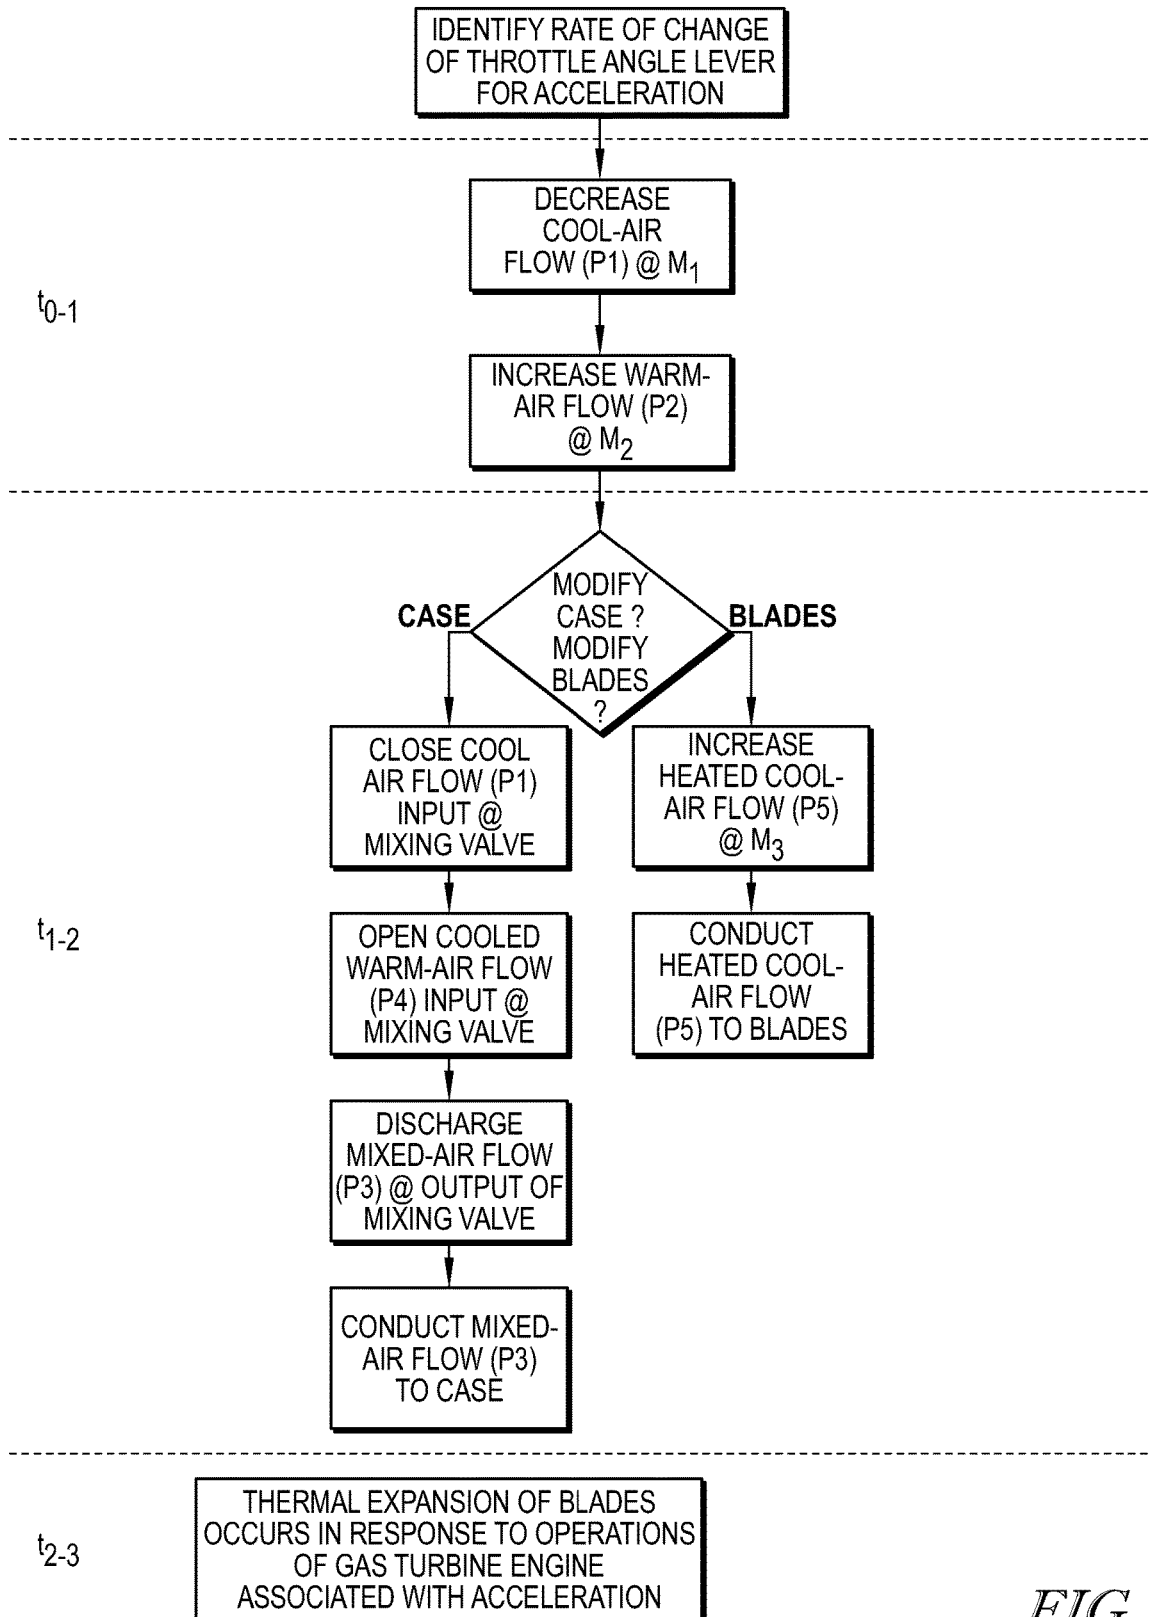 IDENTIFY RATE OF CHANGE
OF THROTTLE ANGLE LEVER
FOR ACCELERATION
DECREASE
COOL-AIR
FLOW (P1) @ M1
t0-1
INCREASE WARM-
AIR FLOW (P2)
@ M2
MODIFY
CASE ?
MODIFY
BLADES
?
CASE
BLADES
CLOSE COOL
AIR FLOW (P1)
INPUT @
MIXING VALVE
INCREASE
HEATED COOL-
AIR FLOW (P5)
@ M3
t1-2
OPEN COOLED
WARM-AIR FLOW
(P4) INPUT @
MIXING VALVE
CONDUCT
HEATED COOL-
AIR FLOW
(P5) TO BLADES
DISCHARGE
MIXED-AIR FLOW
(P3) @ OUTPUT OF
MIXING VALVE
CONDUCT MIXED-
AIR FLOW (P3)
TO CASE
t2-3
THERMAL EXPANSION OF BLADES
OCCURS IN RESPONSE TO OPERATIONS
OF GAS TURBINE ENGINE
ASSOCIATED WITH ACCELERATION
FIG